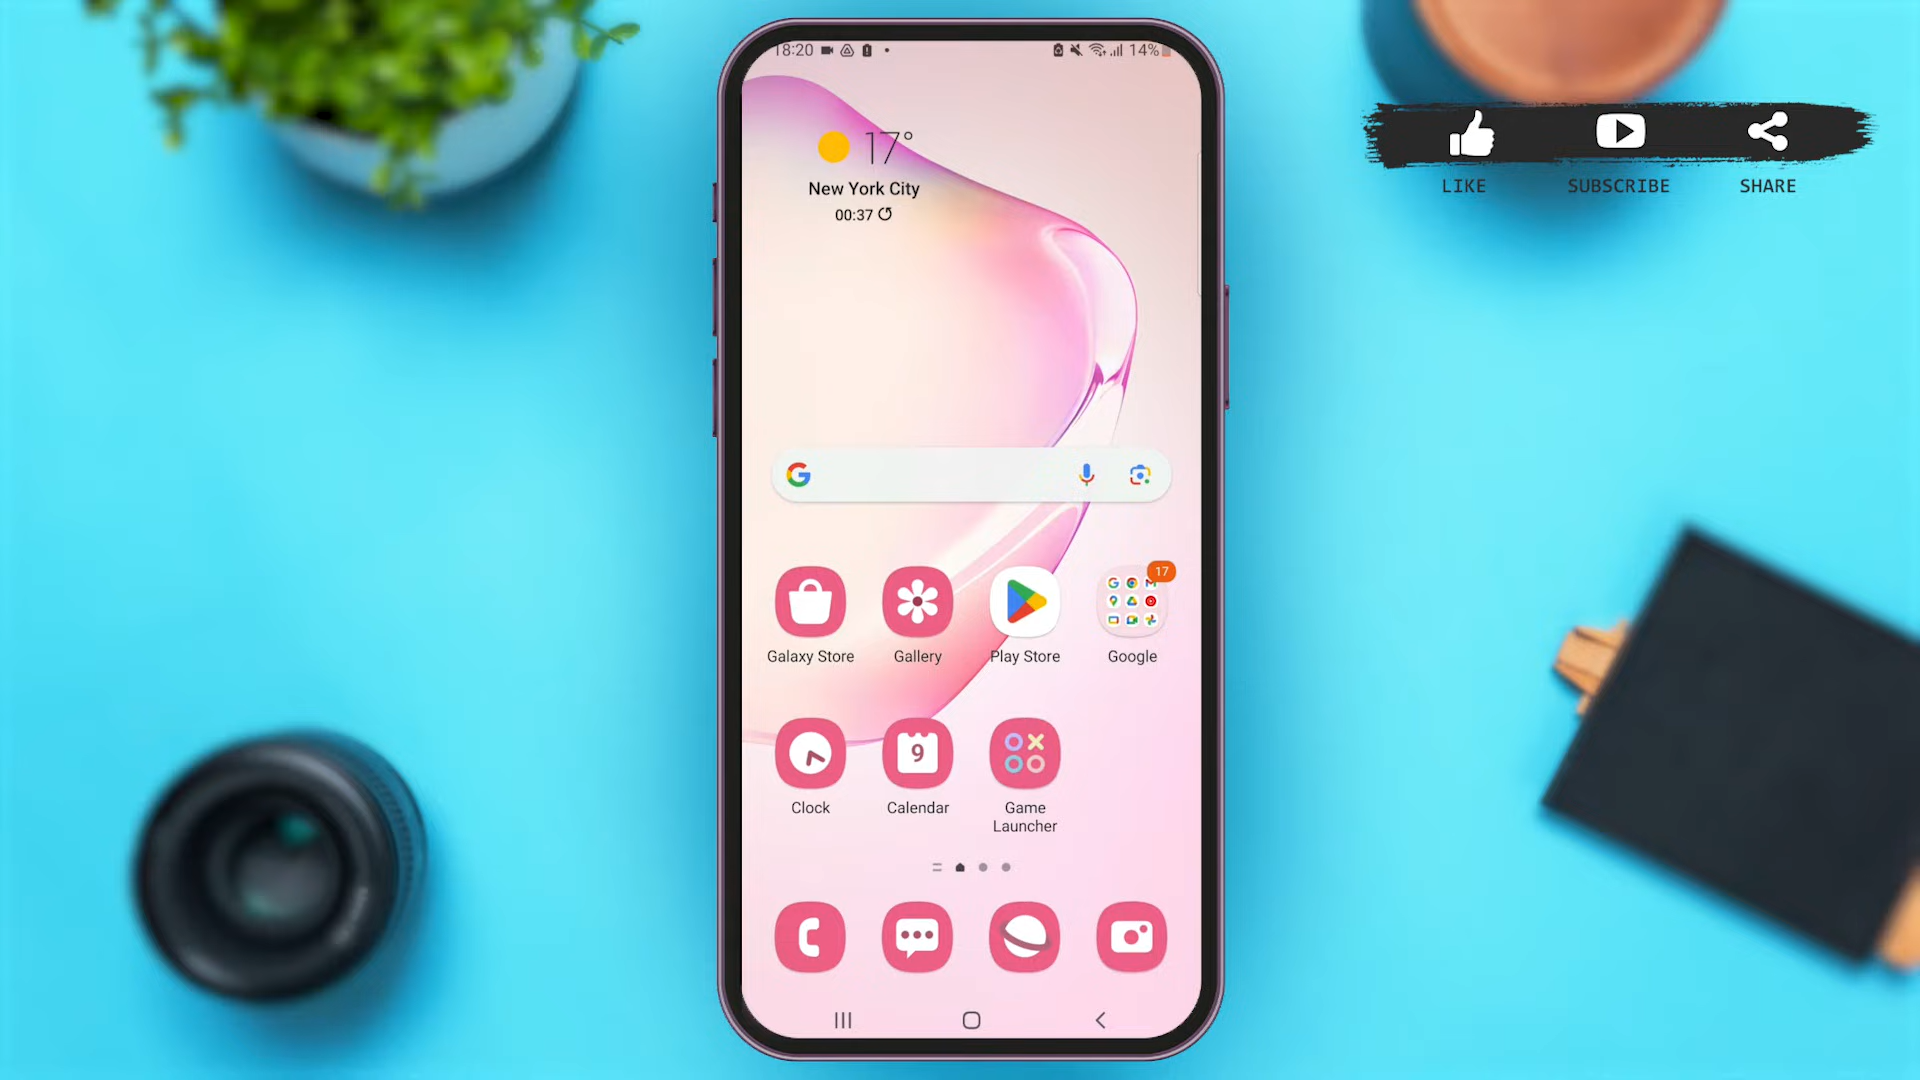 18:20
14%
17°
New York City
00:37
LIKE
SUBSCRIBE
SHARE
17
Galaxy Store
Gallery
Play Store
Google
9
Clock
Calendar
Game
Launcher